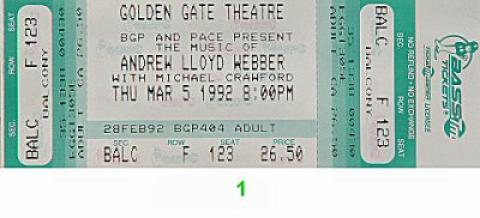 GOLDEN GATE THEATRE
BGP AND PACE PRESENT
THE MUSIC OF
ANDREW LLOYD WEBBER
WITH MICHAEL CRAWFORD
THU MAR 5 1992 8:00PM
28FEB92 BGP404 ADULT
SEC. ROW SEAT PRICE
BALC F 123 26.50
SEC. ROW SEAT
BALC F 123
BALCONY
SEC. ROW SEAT
BALC F 123
BALCONY
NO REFUND • NO EXCHANGE
BASS
TICKETS
LICENSEE
1